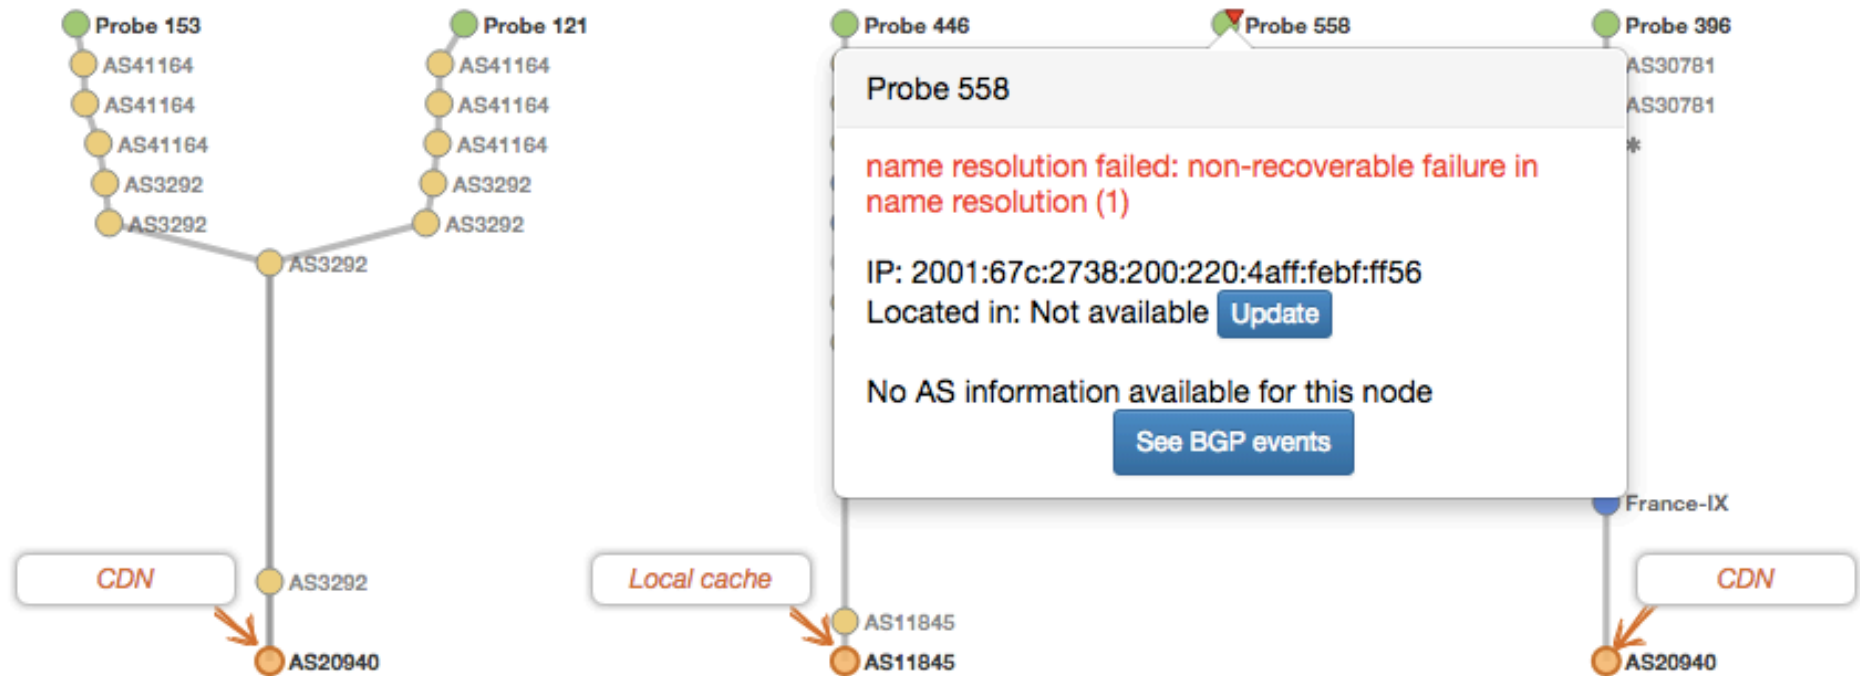 Probe 153
Probe 121
Probe 446
Probe 558
Probe 396
AS41164
AS41164
AS30781
AS41164
AS41164
AS30781
AS41164
AS41164
*
AS3292
AS3292
AS3292
AS3292
AS3292
Probe 558
name resolution failed: non-recoverable failure in
name resolution (1)
IP: 2001:67c:2738:200:220:4aff:febf:ff56
Located in: Not available Update
No AS information available for this node
See BGP events
France-IX
CDN
Local cache
CDN
AS3292
AS11845
AS20940
AS11845
AS20940